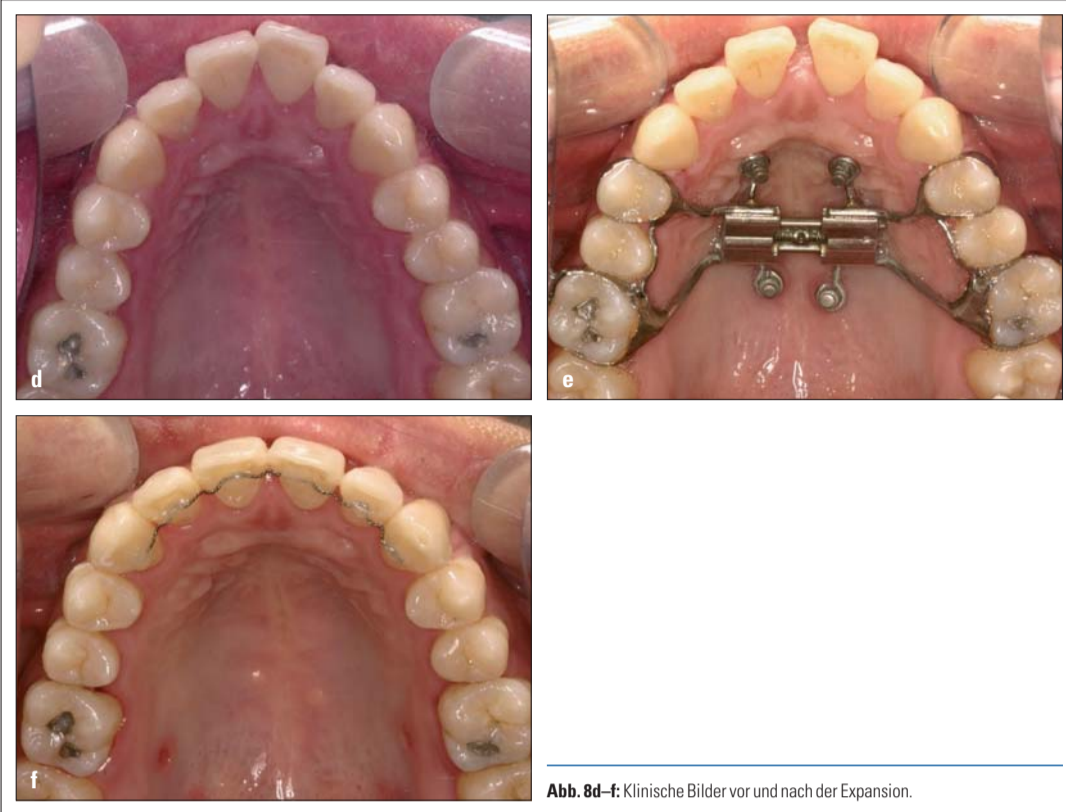 d
e
f
Abb. 8d–f: Klinische Bilder vor und nach der Expansion.